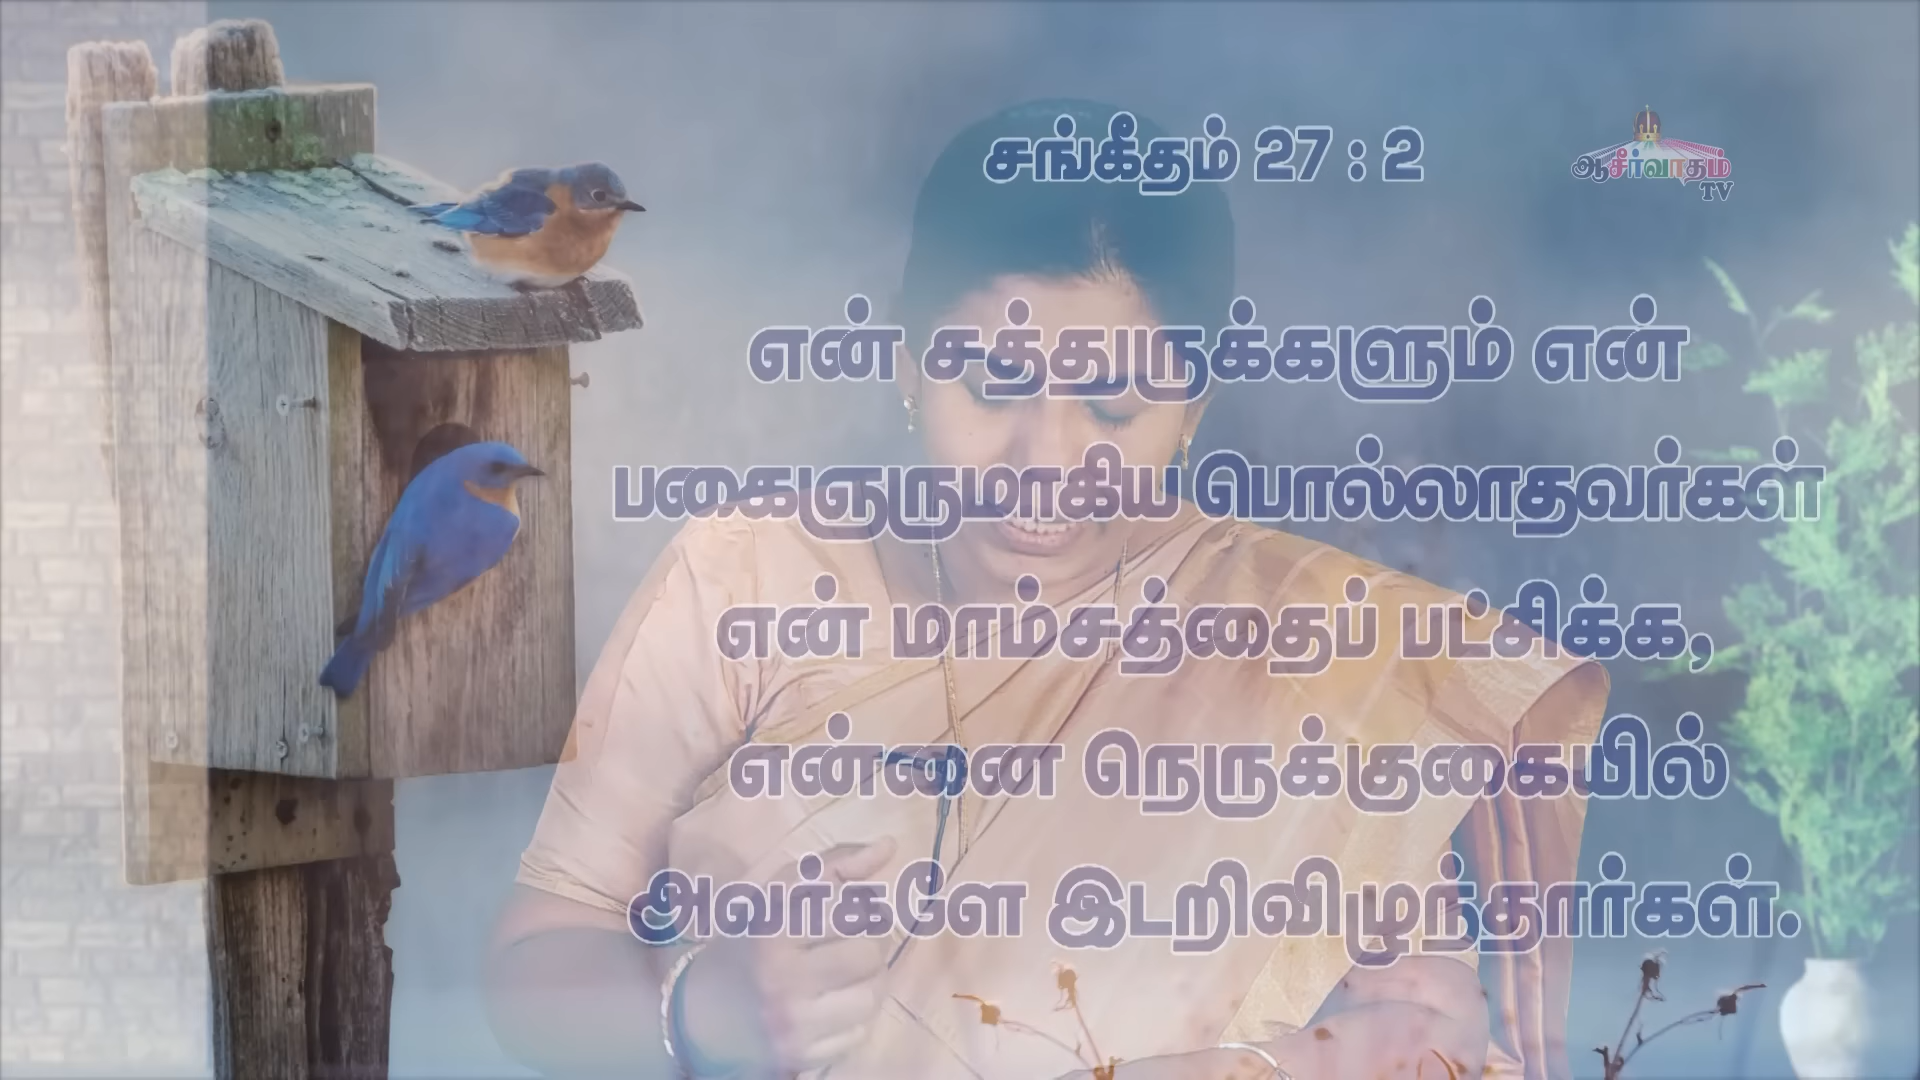 சங்கீதம் 27 : 2
ஆசீர்வாதம்
TV
என் சத்துருக்களும் என்
பகைஞருமாகிய பொல்லாதவர்கள்
என் மாம்சத்தைப் பட்சிக்க,
என்னை நெருக்குகையில்
அவர்களே இடறிவிழுந்தார்கள்.